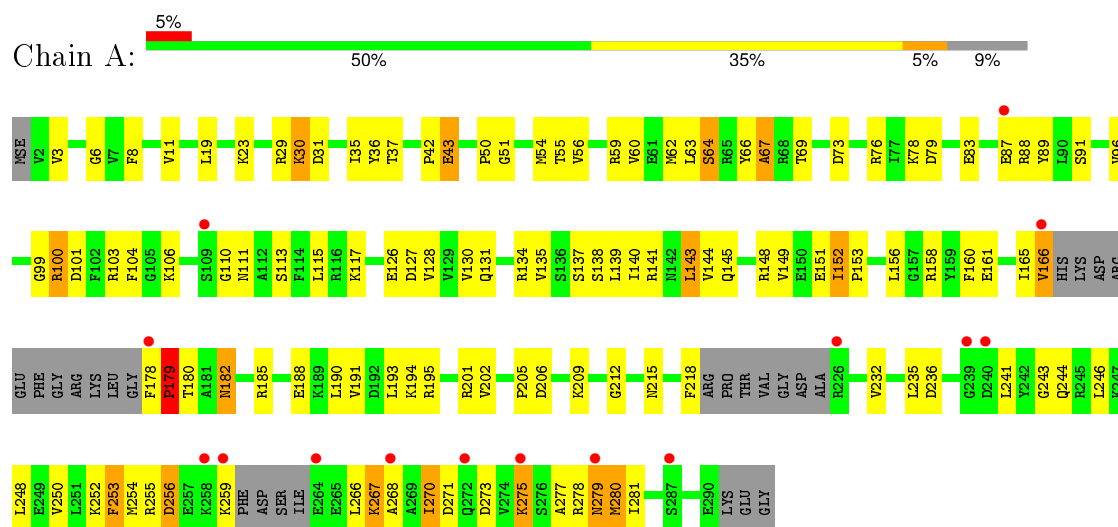 5%
Chain A:
50% 35% 5% 9%
MSE V2 V3 G6 V7 F8 V11 L19 K23 R29 K30 D31 I35 Y36 T37 P42 E43 P50 G51 M54 T55 V56 R59 V60 E61 M62 L63 S64 R65 Y66 A67 R68 T69 D73 R76 I77 K78 D79 E83 E87 R88 Y89 L90 S91
G99 R100 D101 F102 R103 F104 G105 K106 S109 G110 N111 A112 S113 F114 L115 R116 K117 E126 D127 V128 V129 V130 Q131 R134 V135 S136 S137 S138 L139 I140 R141 N142 L143 V144 Q145 R148 V149 E150 E151 I152 P153 L156 G157 R158 Y159 F160 E161 I165 V166 HIS LYS ASP
GLU PHE GLY ARG LYS LEU GLY F178 P179 T180 A181 N182 R185 E188 K189 L190 V191 D192 L193 K194 R195 R201 V202 P205 D206 K209 G212 N215 F218 ARG PRO THR VAL GLY ASP ALA R226 V232 L235 D236 G239 D240 L241 Y242 G243 Q244 R245 L246
L248 E249 V250 L251 K252 F253 M254 R255 D256 E257 K258 K259 PHE ASP SER ILE E264 E265 L266 K267 A268 A269 I270 D271 Q272 D273 V274 K275 S276 A277 R278 N279 M280 I281 S287 E290 LYS GLU GLY